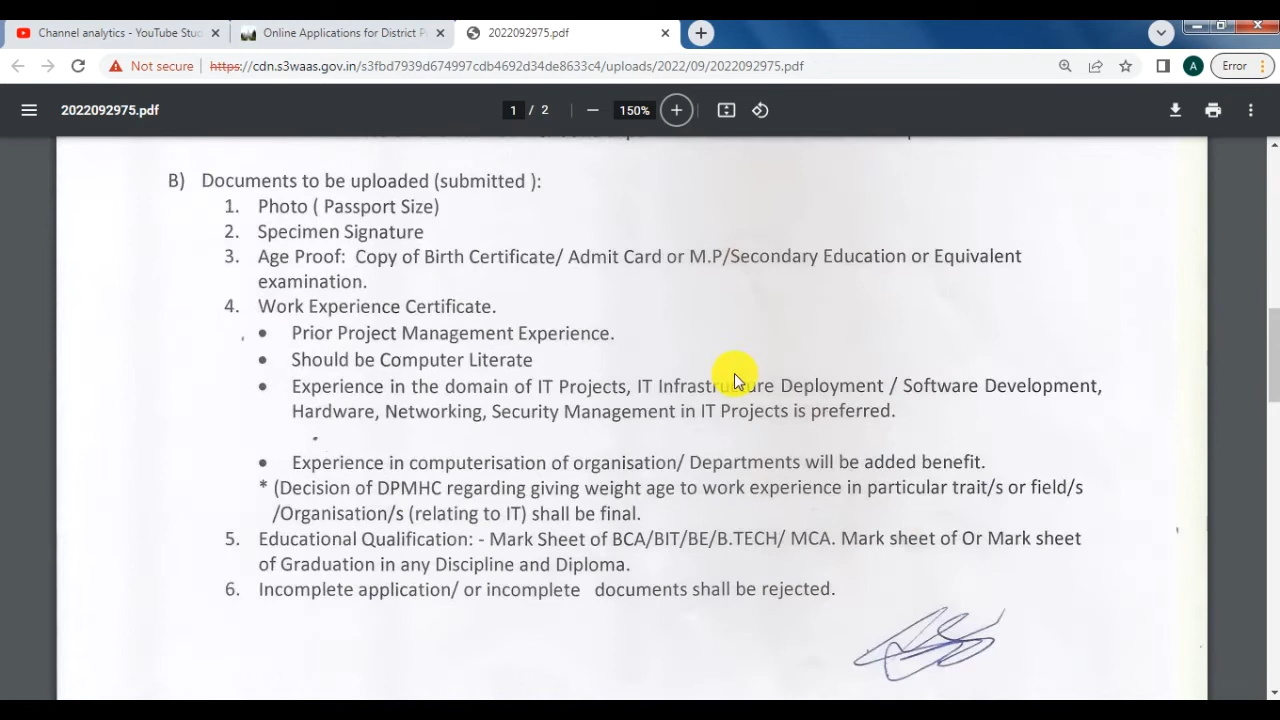 Channel analytics - YouTube Stud
Online Applications for District P
2022092975.pdf
Not secure
https://cdn.s3waas.gov.in/s3fbd7939d674997cdb4692d34de8633c4/uploads/2022/09/2022092975.pdf
A
Error
2022092975.pdf
1 / 2
150%
B) Documents to be uploaded (submitted ):
1. Photo ( Passport Size)
2. Specimen Signature
3. Age Proof: Copy of Birth Certificate/ Admit Card or M.P/Secondary Education or Equivalent
examination.
4. Work Experience Certificate.
• Prior Project Management Experience.
• Should be Computer Literate
• Experience in the domain of IT Projects, IT Infrastructure Deployment / Software Development,
Hardware, Networking, Security Management in IT Projects is preferred.
• Experience in computerisation of organisation/ Departments will be added benefit.
* (Decision of DPMHC regarding giving weight age to work experience in particular trait/s or field/s
/Organisation/s (relating to IT) shall be final.
5. Educational Qualification: - Mark Sheet of BCA/BIT/BE/B.TECH/ MCA. Mark sheet of Or Mark sheet
of Graduation in any Discipline and Diploma.
6. Incomplete application/ or incomplete documents shall be rejected.